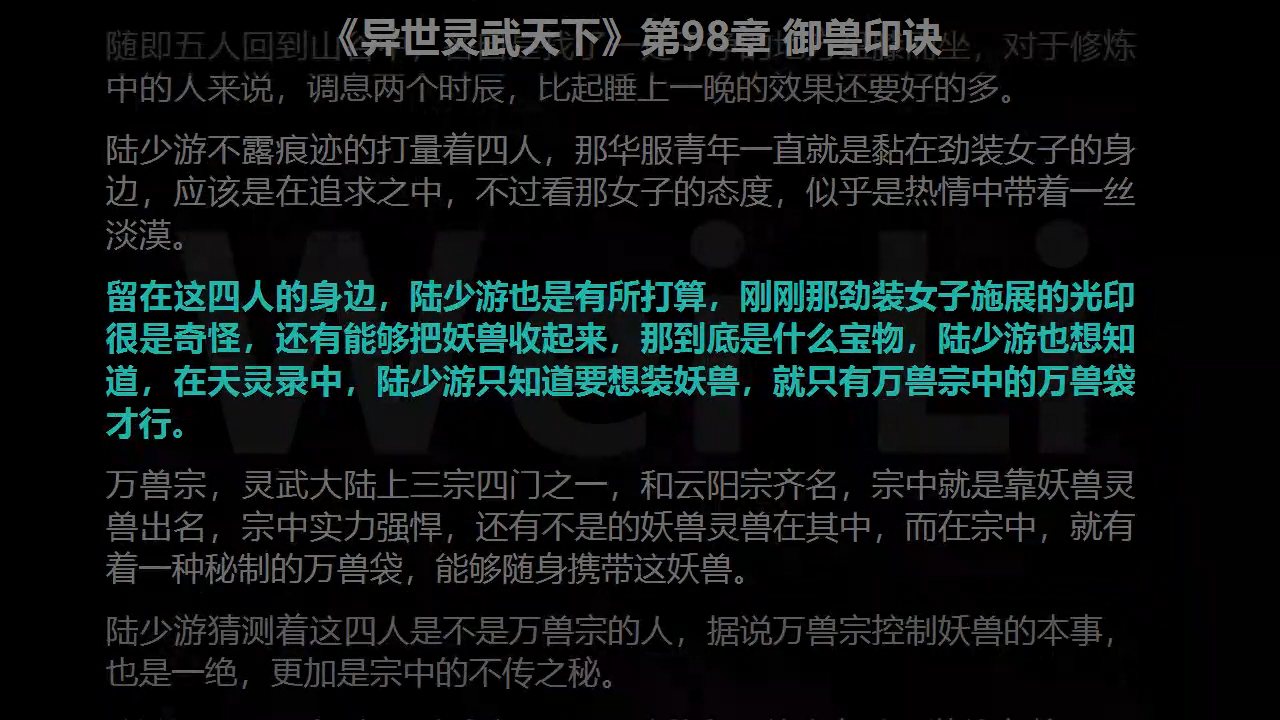 《异世灵武天下》第98章 御兽印诀
随即五人回到山
坐，对于修炼
中的人来说，调息两个时辰，比起睡上一晚的效果还要好的多。
陆少游不露痕迹的打量着四人，那华服青年一直就是黏在劲装女子的身
边，应该是在追求之中，不过看那女子的态度，似乎是热情中带着一丝
淡漠。
留在这四人的身边，陆少游也是有所打算，刚刚那劲装女子施展的光印
很是奇怪，还有能够把妖兽收起来，那到底是什么宝物，陆少游也想知
道，在天灵录中，陆少游只知道要想装妖兽，就只有万兽宗中的万兽袋
才行。
万兽宗，灵武大陆上三宗四门之一，和云阳宗齐名，宗中就是靠妖兽灵
兽出名，宗中实力强悍，还有不是的妖兽灵兽在其中，而在宗中，就有
着一种秘制的万兽袋，能够随身携带这妖兽。
陆少游猜测着这四人是不是万兽宗的人，据说万兽宗控制妖兽的本事，
也是一绝，更加是宗中的不传之秘。
Wei Li